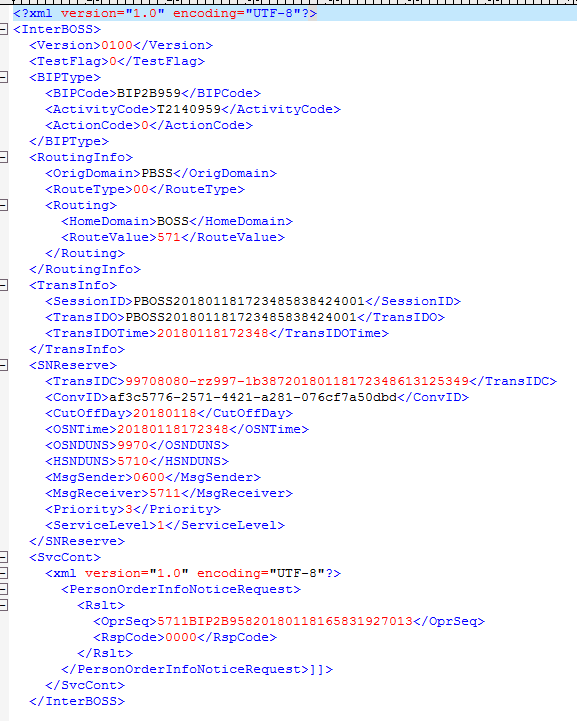 <?xml version="1.0" encoding="UTF-8"?>
<InterBOSS>
<Version>0100</Version>
<TestFlag>0</TestFlag>
<BIPType>
<BIPCode>BIP2B959</BIPCode>
<ActivityCode>T2140959</ActivityCode>
<ActionCode>0</ActionCode>
</BIPType>
<RoutingInfo>
<OrigDomain>PBSS</OrigDomain>
<RouteType>00</RouteType>
<Routing>
<HomeDomain>BOSS</HomeDomain>
<RouteValue>571</RouteValue>
</Routing>
</RoutingInfo>
<TransInfo>
<SessionID>PBOSS201801181723485838424001</SessionID>
<TransIDO>PBOSS201801181723485838424001</TransIDO>
<TransIDOTime>20180118172348</TransIDOTime>
</TransInfo>
<SNReserve>
<TransIDC>99708080-rz997-1b38720180118172348613125349</TransIDC>
<ConvID>af3c5776-2571-4421-a281-076cf7a50dbd</ConvID>
<CutOffDay>20180118</CutOffDay>
<OSNTime>20180118172348</OSNTime>
<OSNDUNS>9970</OSNDUNS>
<HSNDUNS>5710</HSNDUNS>
<MsgSender>0600</MsgSender>
<MsgReceiver>5711</MsgReceiver>
<Priority>3</Priority>
<ServiceLevel>1</ServiceLevel>
</SNReserve>
<SvcCont>
<xml version="1.0" encoding="UTF-8"?>
<PersonOrderInfoNoticeRequest>
<Rslt>
<OprSeq>5711BIP2B95820180118165831927013</OprSeq>
<RspCode>0000</RspCode>
</Rslt>
</PersonOrderInfoNoticeRequest>]]>
</SvcCont>
</InterBOSS>